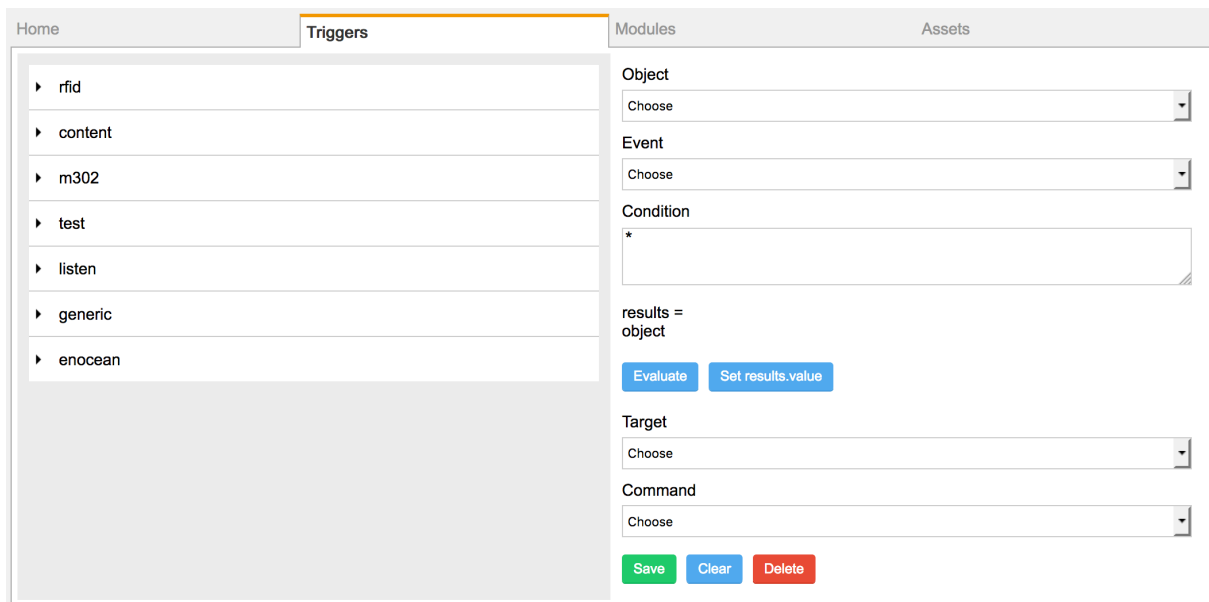 Home
Triggers
Modules
Assets
rfid
content
m302
test
listen
generic
enocean
Object
Choose
Event
Choose
Condition
*
results =
object
Evaluate
Set results.value
Target
Choose
Command
Choose
Save
Clear
Delete